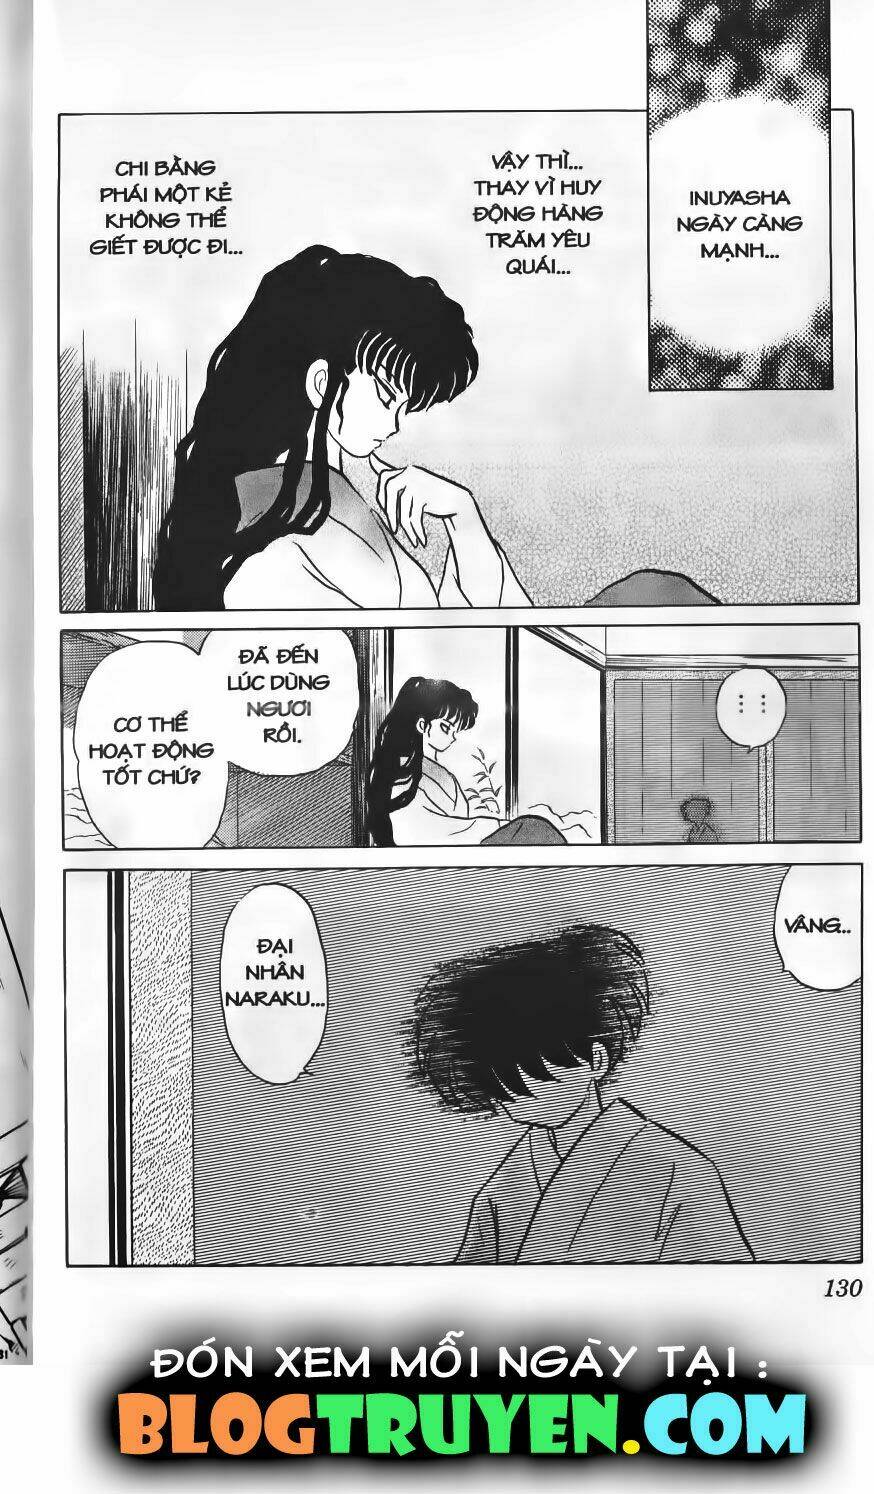 INUYASHA
NGÀY CÀNG
MẠNH...
VẬY THÌ...
THAY VÌ HUY
ĐỘNG HÀNG
TRĂM YÊU
QUÁI...
CHI BẰNG
PHÁI MỘT KẺ
KHÔNG THỂ
GIẾT ĐƯỢC ĐI...
ĐÃ ĐẾN
LÚC DÙNG
NGƯƠI
RỒI.
CƠ THỂ
HOẠT ĐỘNG
TỐT CHỨ?
......
VÂNG..
ĐẠI
NHÂN
NARAKU...
130
ĐÓN XEM MỖI NGÀY TẠI :
BLOGTRUYEN.COM